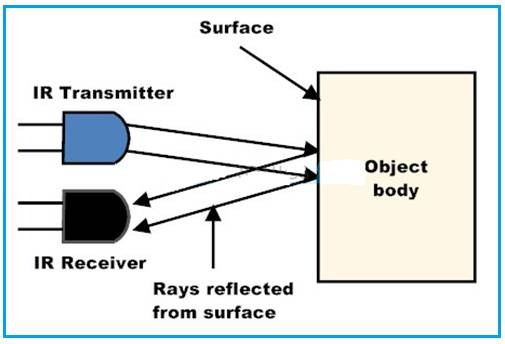 Surface
IR Transmitter
Object
body
IR Receiver
Rays reflected
from surface